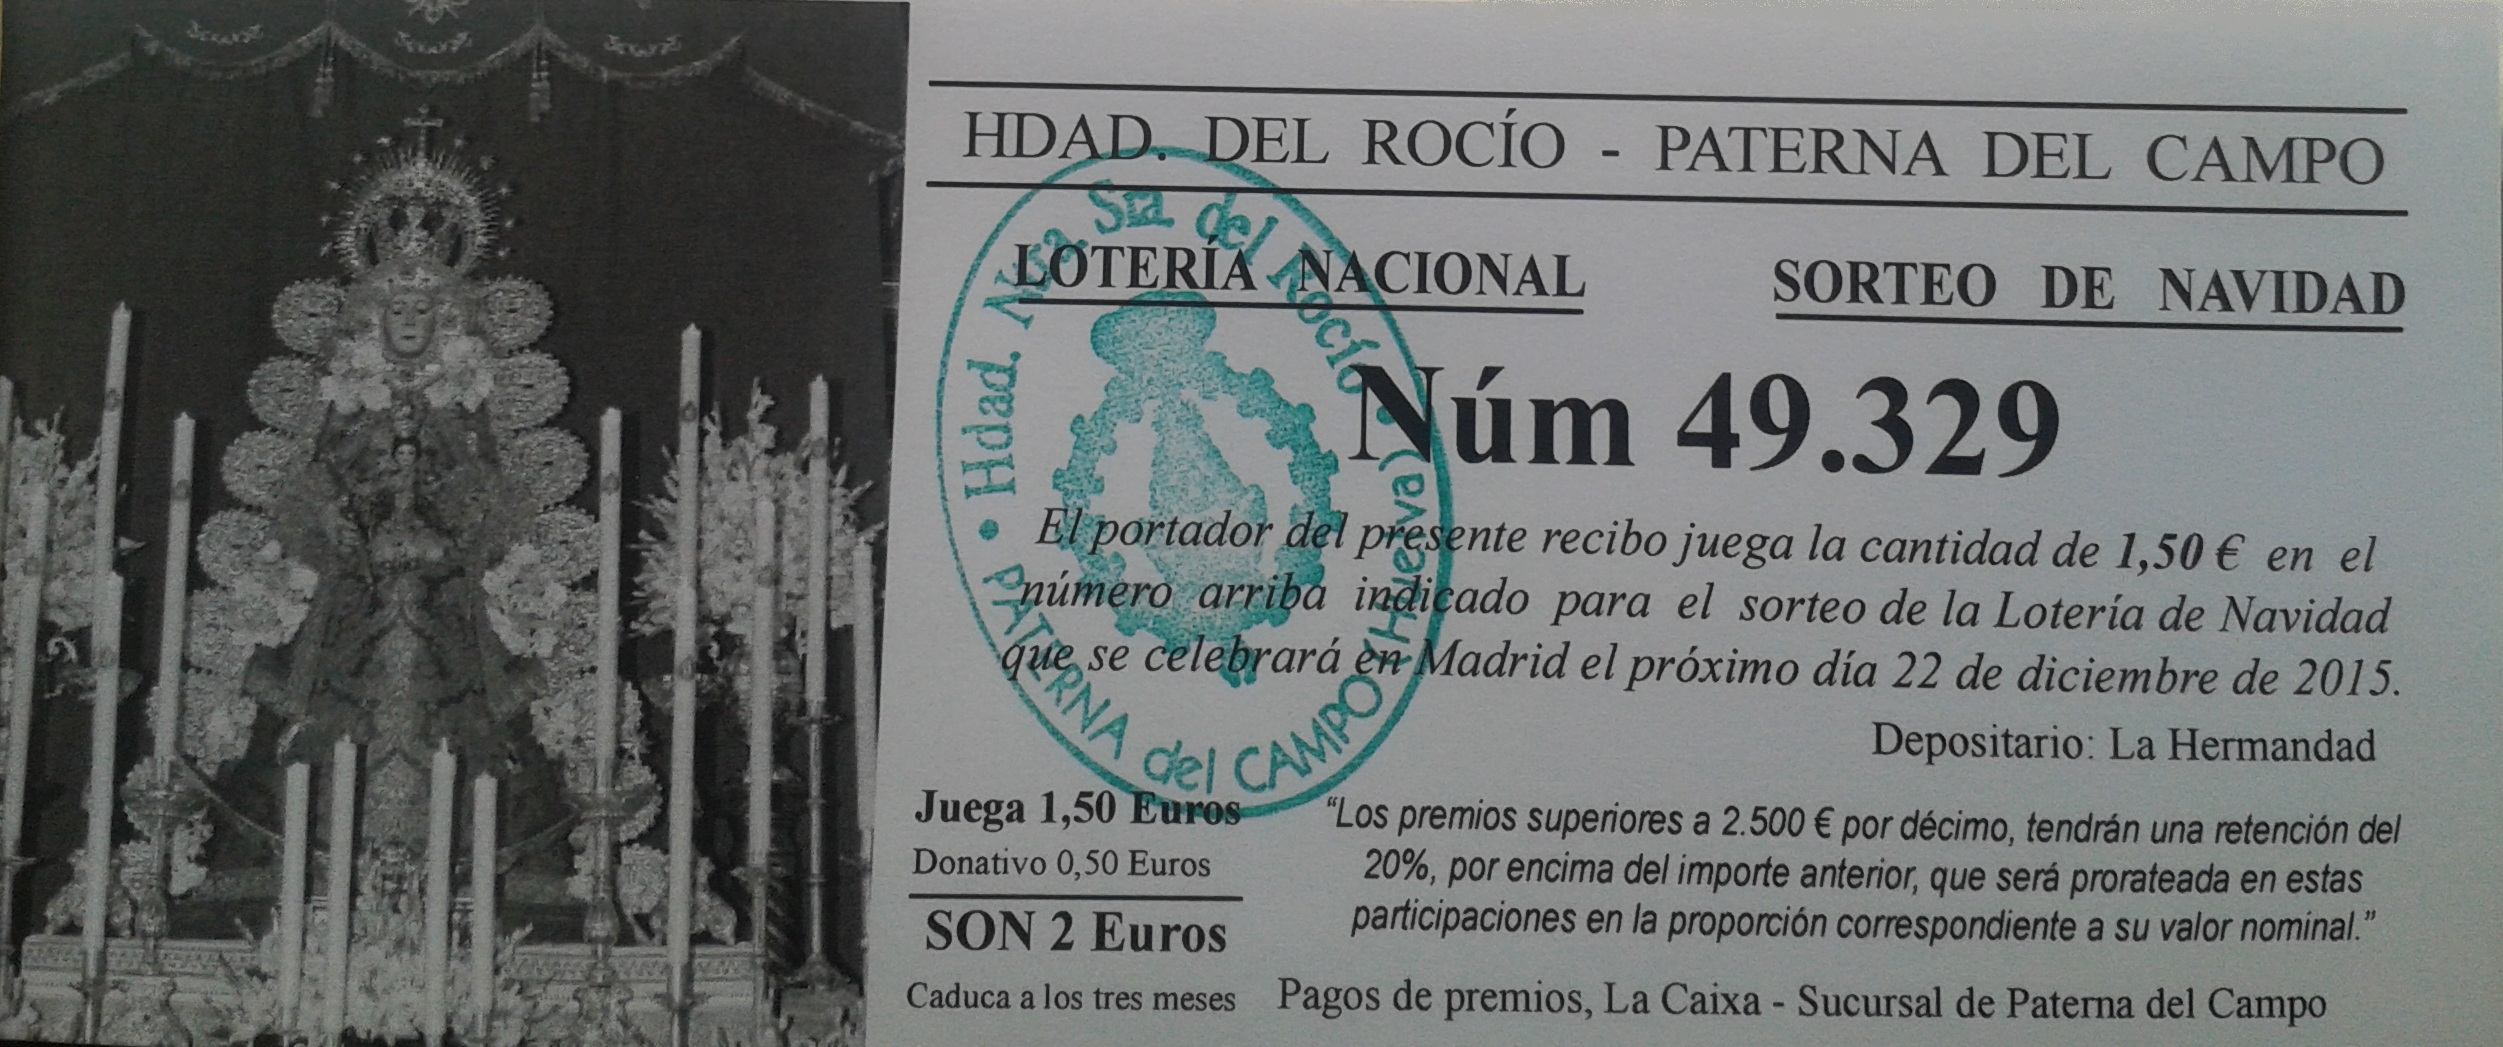 HDAD. DEL ROCÍO - PATERNA DEL CAMPO
LOTERÍA NACIONAL SORTEO DE NAVIDAD
Núm 49.329
El portador del presente recibo juega la cantidad de 1,50 € en el
número arriba indicado para el sorteo de la Lotería de Navidad
que se celebrará en Madrid el próximo día 22 de diciembre de 2015.
Depositario: La Hermandad
Juega 1,50 Euros
Donativo 0,50 Euros
SON 2 Euros
Caduca a los tres meses
“Los premios superiores a 2.500 € por décimo, tendrán una retención del
20%, por encima del importe anterior, que será prorateada en estas
participaciones en la proporción correspondiente a su valor nominal.”
Pagos de premios, La Caixa - Sucursal de Paterna del Campo
• Hdad. Ntra. Sra. del Rocío •
PATERNA del CAMPO (Huelva)